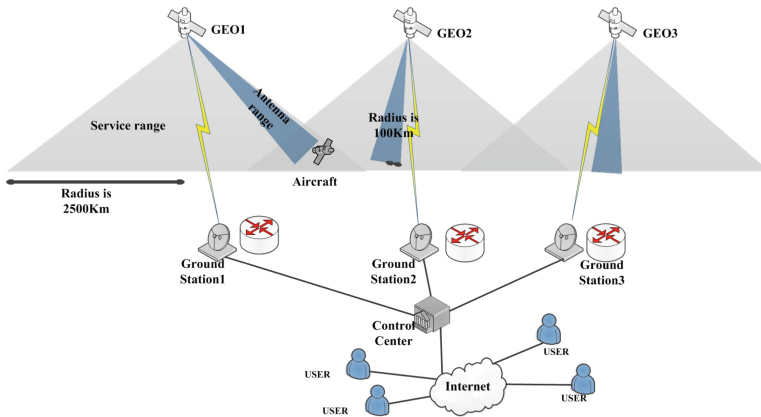 GEO1
GEO2
GEO3
Antenna
range
Radius is
100Km
Service range
Aircraft
Radius is
2500Km
Ground
Station1
Ground
Station2
Ground
Station3
Control
Center
USER
USER
Internet
USER
USER